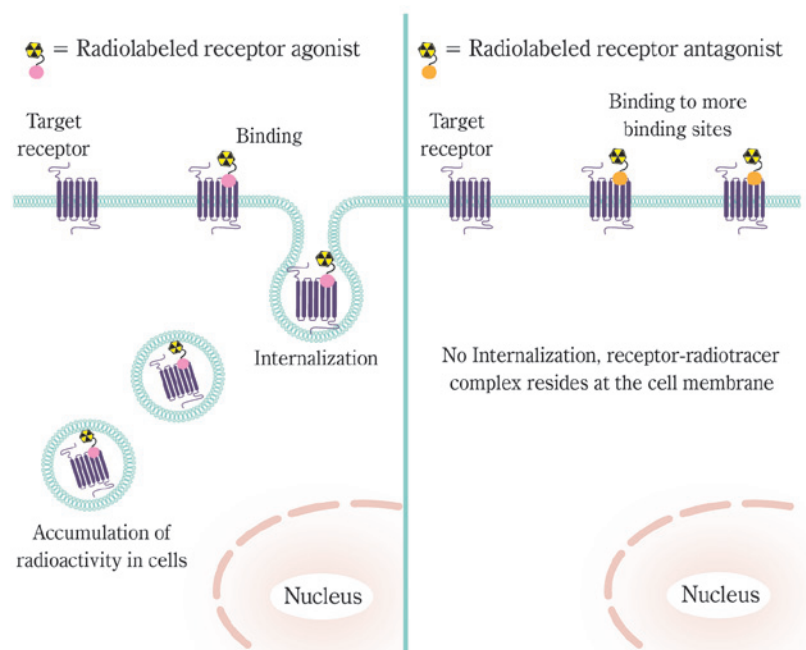 = Radiolabeled receptor agonist
Target
receptor
Binding
Internalization
Accumulation of
radioactivity in cells
Nucleus
= Radiolabeled receptor antagonist
Target
receptor
Binding to more
binding sites
No Internalization, receptor-radiotracer
complex resides at the cell membrane
Nucleus